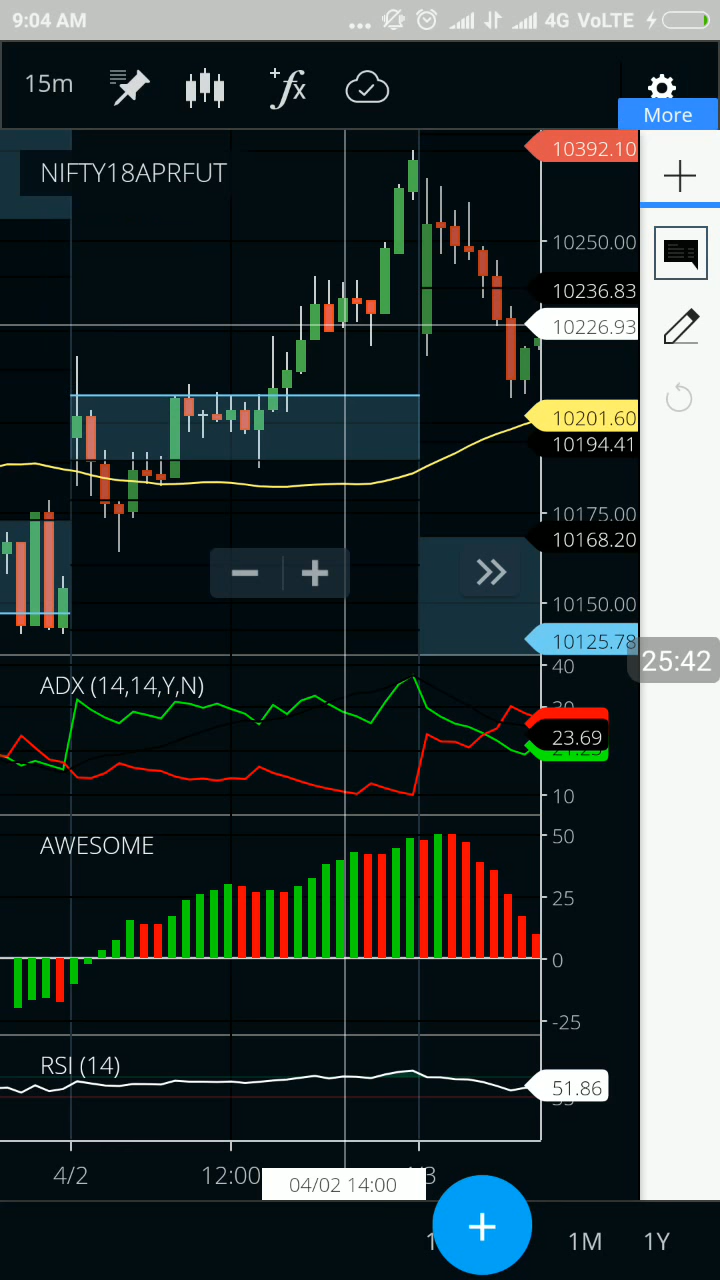 9:04 AM ... 4G VoLTE
15m
More
NIFTY18APRFUT
10392.10
10250.00
10236.83
10226.93
10201.60
10194.41
10175.00
10168.20
10150.00
10125.78
25:42
ADX (14,14,Y,N)
40
23.69
10
AWESOME
50
25
0
-25
RSI (14)
51.86
4/2
12:00
04/02 14:00
1M
1Y